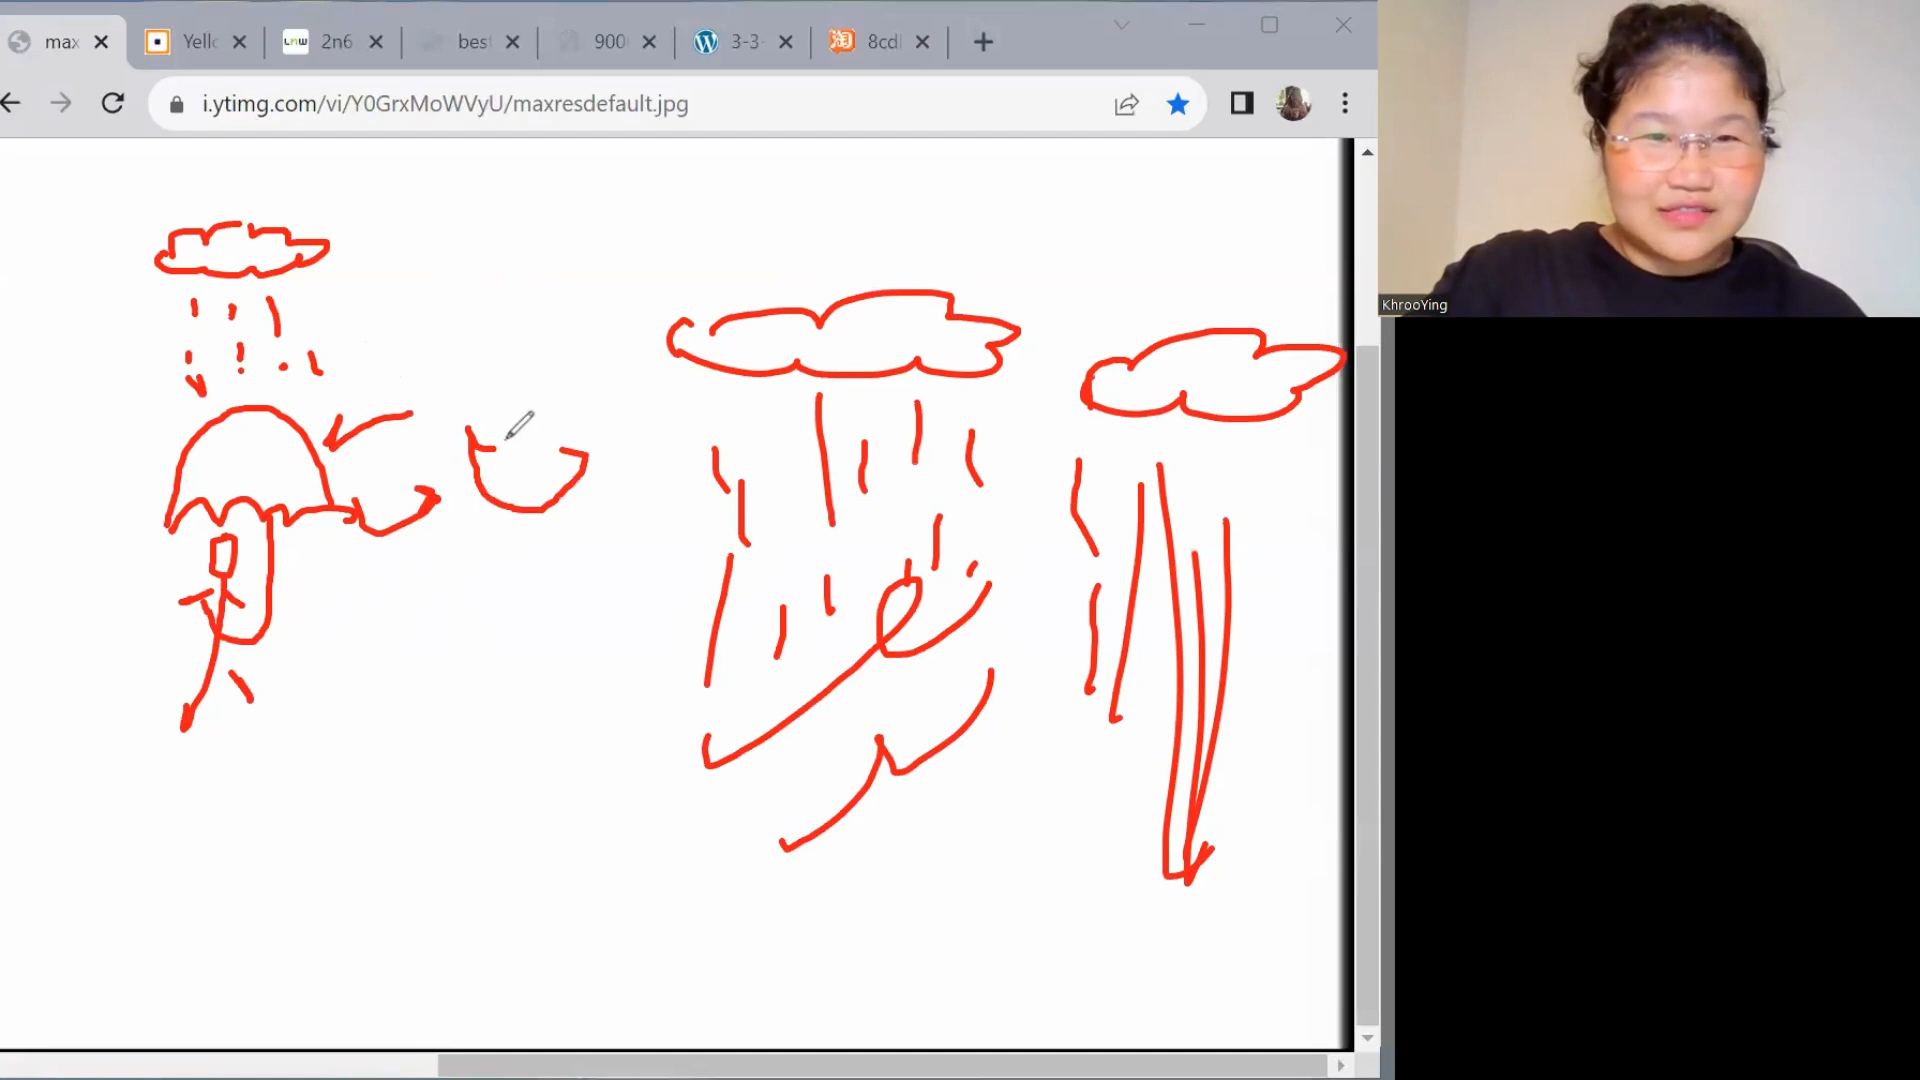 max
Yell
2n6
best
900
3-3-
8cd
i.ytimg.com/vi/Y0GrxMoWVyU/maxresdefault.jpg
KhrooYing